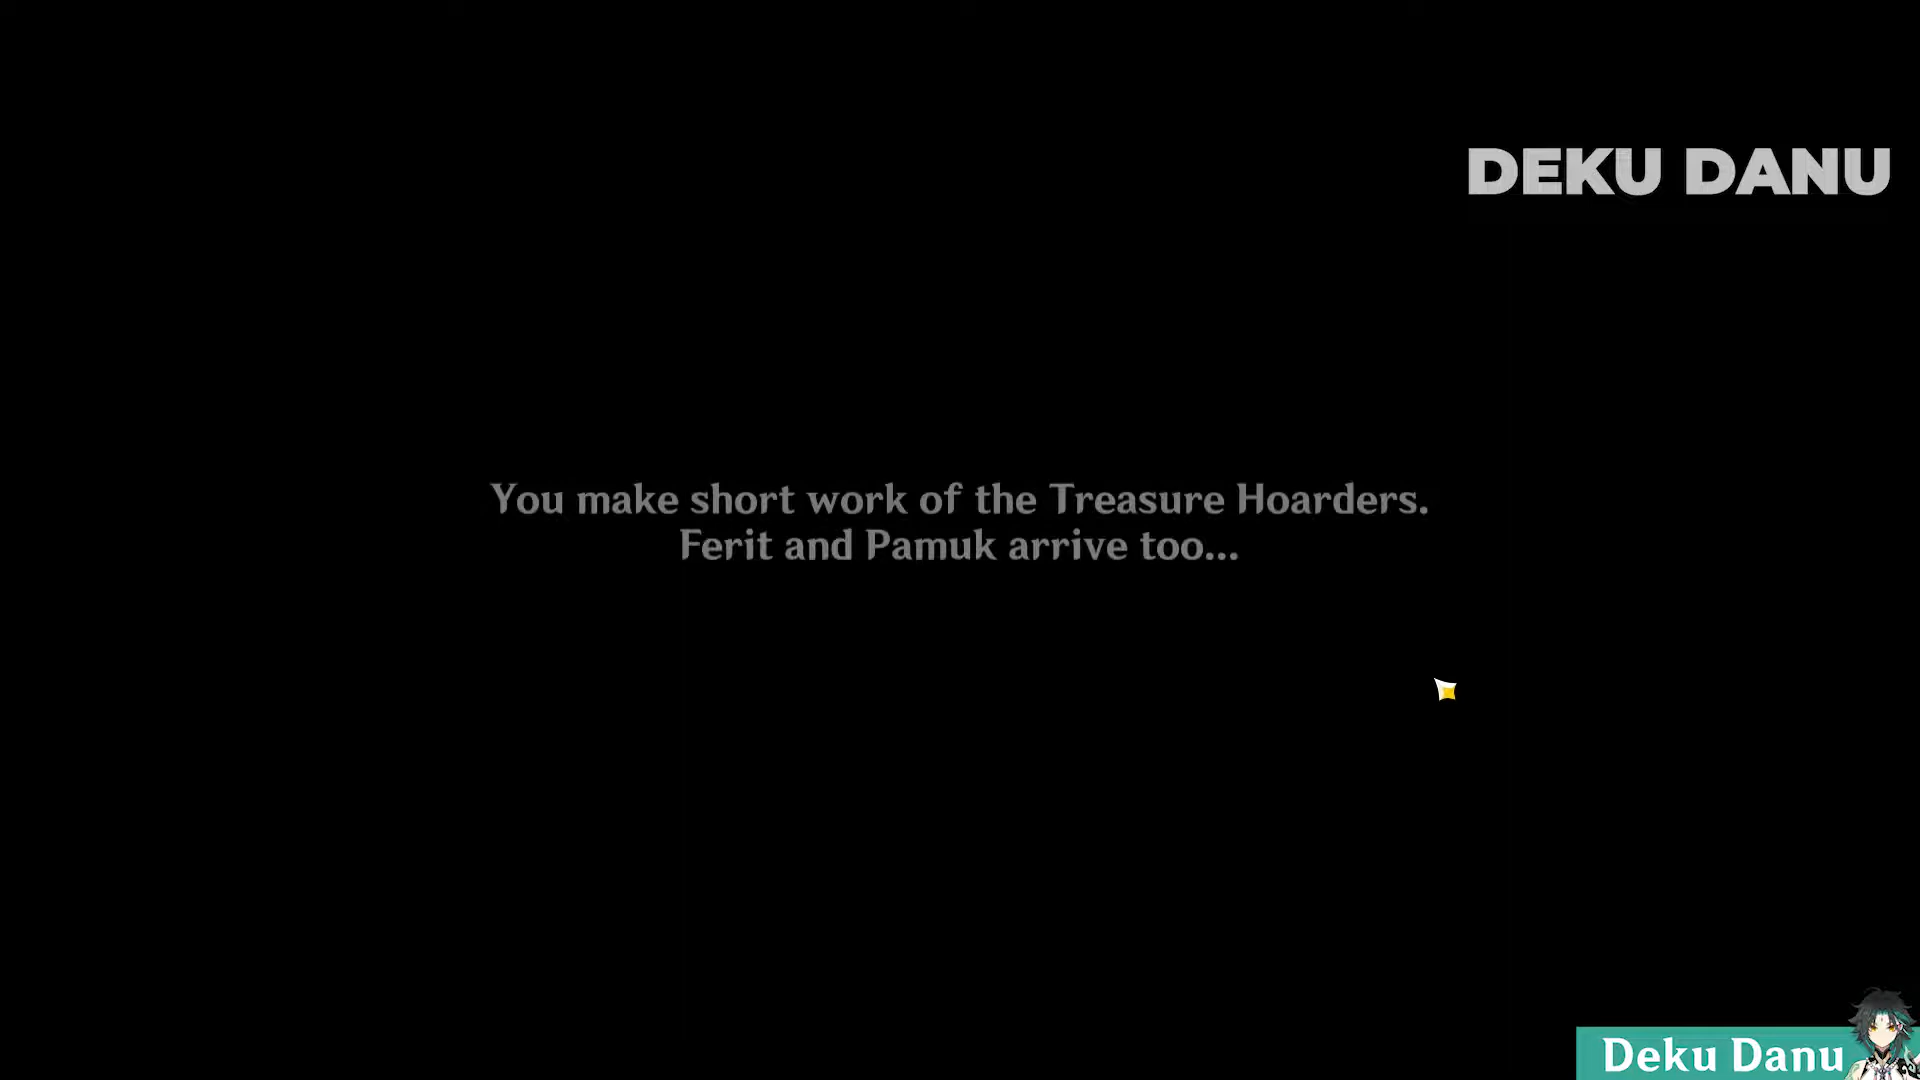 DEKU DANU
You make short work of the Treasure Hoarders.
Ferit and Pamuk arrive too...
Deku Danu